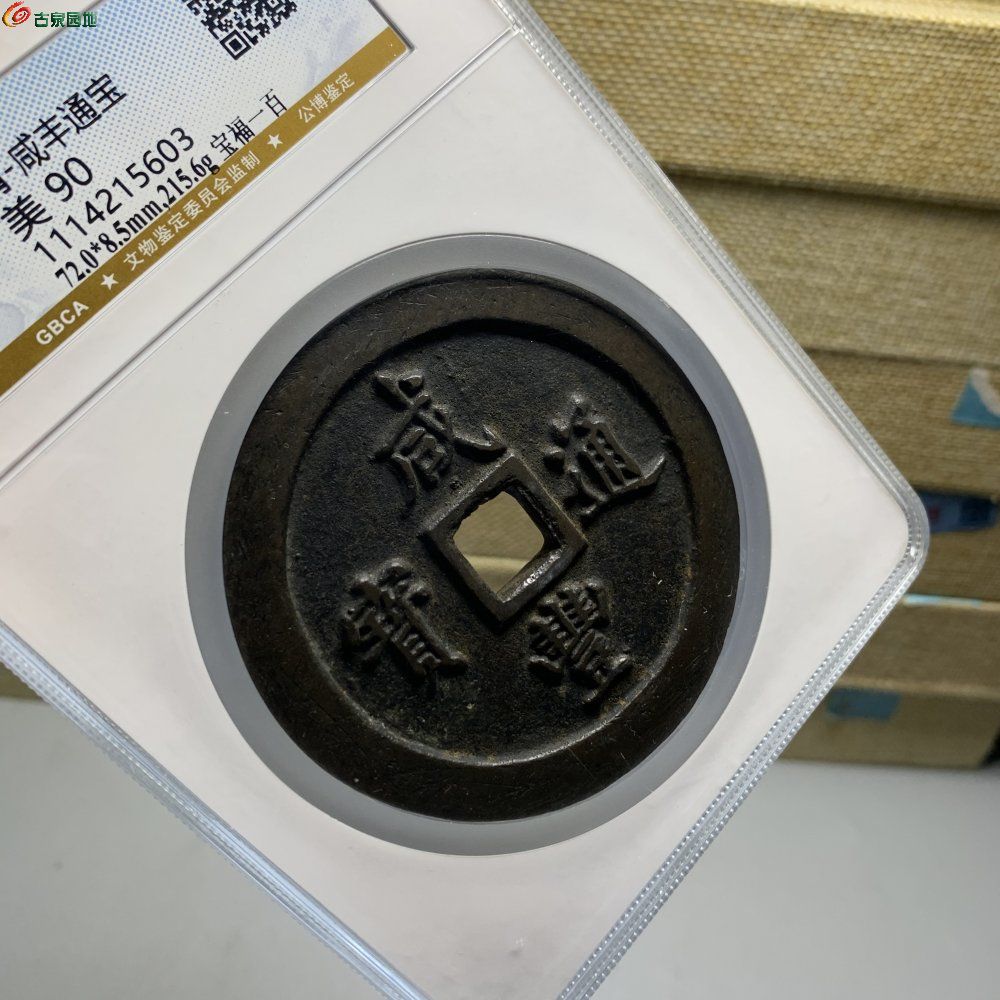 古泉园地
清-咸丰通宝
美 90
1114215603
72.0*8.5mm,215.6g 宝福一百
GBCA ★ 文物鉴定委员会监制 ★ 公博鉴定
咸豐通寶